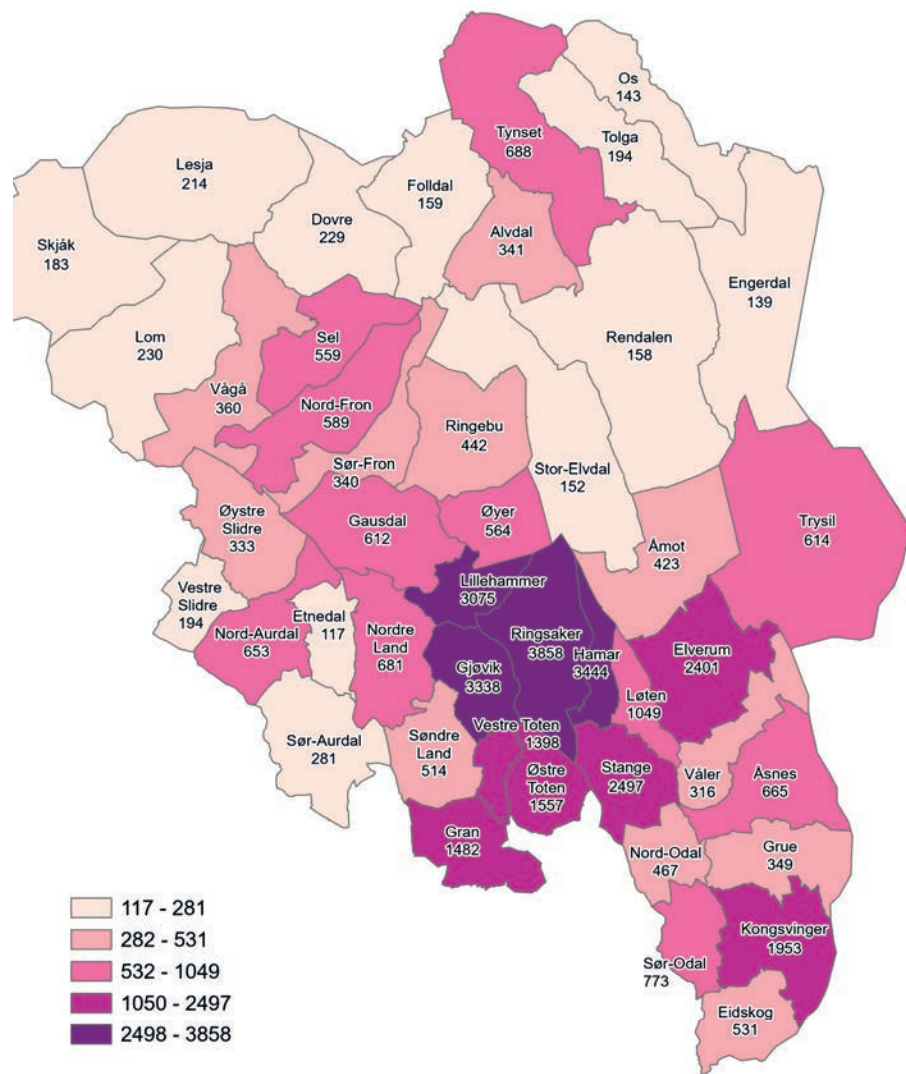 Os
143
Tynset
688
Tolga
194
Lesja
214
Folldal
159
Dovre
229
Alvdal
341
Skjåk
183
Engerdal
139
Lom
230
Sel
559
Rendalen
158
Vågå
360
Nord-Fron
589
Ringebu
442
Sør-Fron
340
Stor-Elvdal
152
Øystre
Slidre
333
Gausdal
612
Øyer
564
Trysil
614
Åmot
423
Lillehammer
3075
Vestre
Slidre
194
Etnedal
117
Nord-Aurdal
653
Nordre
Land
681
Ringsaker
3858
Hamar
3444
Elverum
2401
Gjøvik
3338
Løten
1049
Vestre Toten
1398
Sør-Aurdal
281
Søndre
Land
514
Østre
Toten
1557
Stange
2497
Våler
316
Åsnes
665
Gran
1482
Nord-Odal
467
Grue
349
Kongsvinger
1953
Sør-Odal
773
Eidskog
531
117 - 281
282 - 531
532 - 1049
1050 - 2497
2498 - 3858